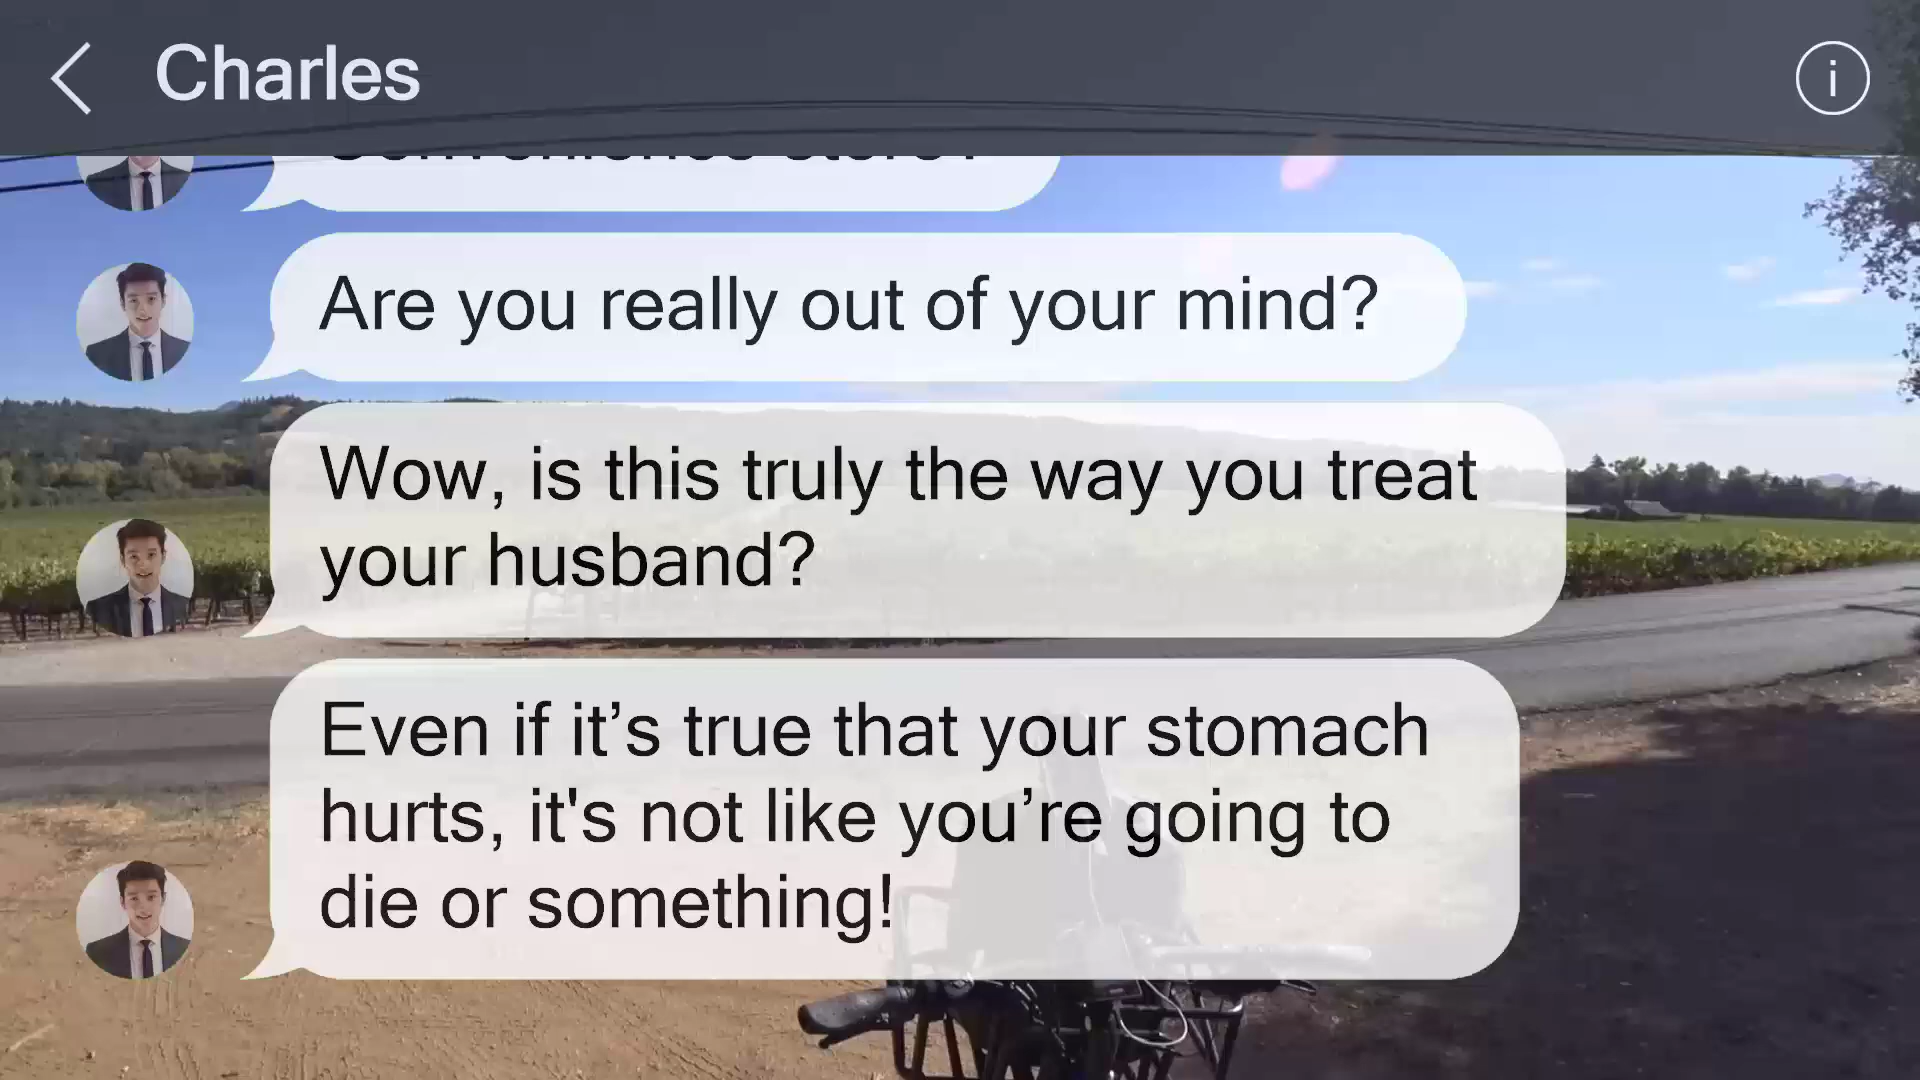 Charles
Are you really out of your mind?
Wow, is this truly the way you treat
your husband?
Even if it’s true that your stomach
hurts, it's not like you’re going to
die or something!